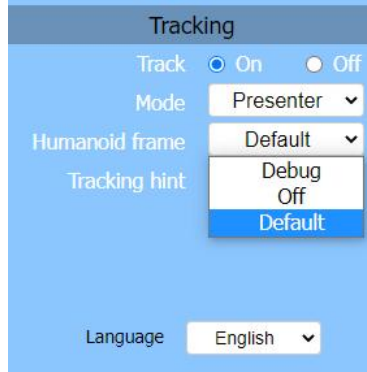 Tracking
Track On Off
Mode Presenter
Humanoid frame Default
Tracking hint Debug
Off
Default
Language English